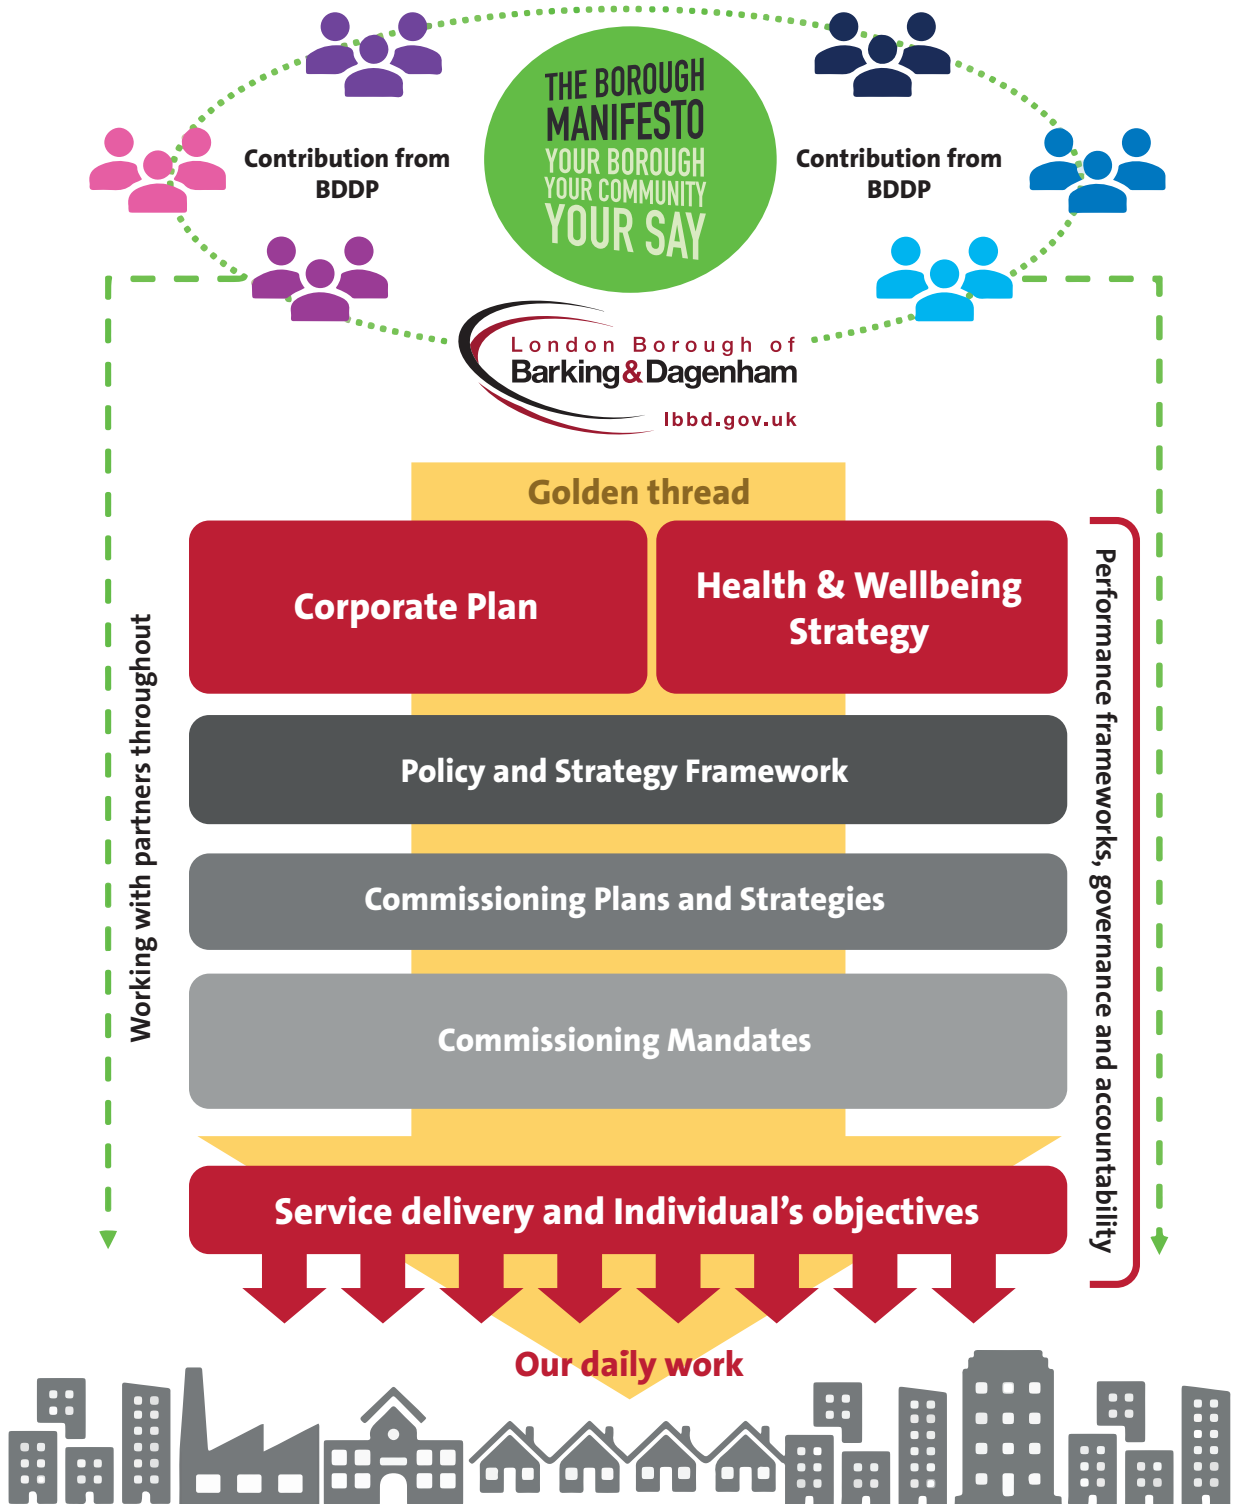 THE BOROUGH
MANIFESTO
YOUR BOROUGH
YOUR COMMUNITY
YOUR SAY
Contribution from
BDDP
Contribution from
BDDP
London Borough of
Barking&Dagenham
lbbd.gov.uk
Golden thread
Corporate Plan
Health & Wellbeing
Strategy
Policy and Strategy Framework
Commissioning Plans and Strategies
Commissioning Mandates
Service delivery and Individual's objectives
Our daily work
Working with partners throughout
Performance frameworks, governance and accountability